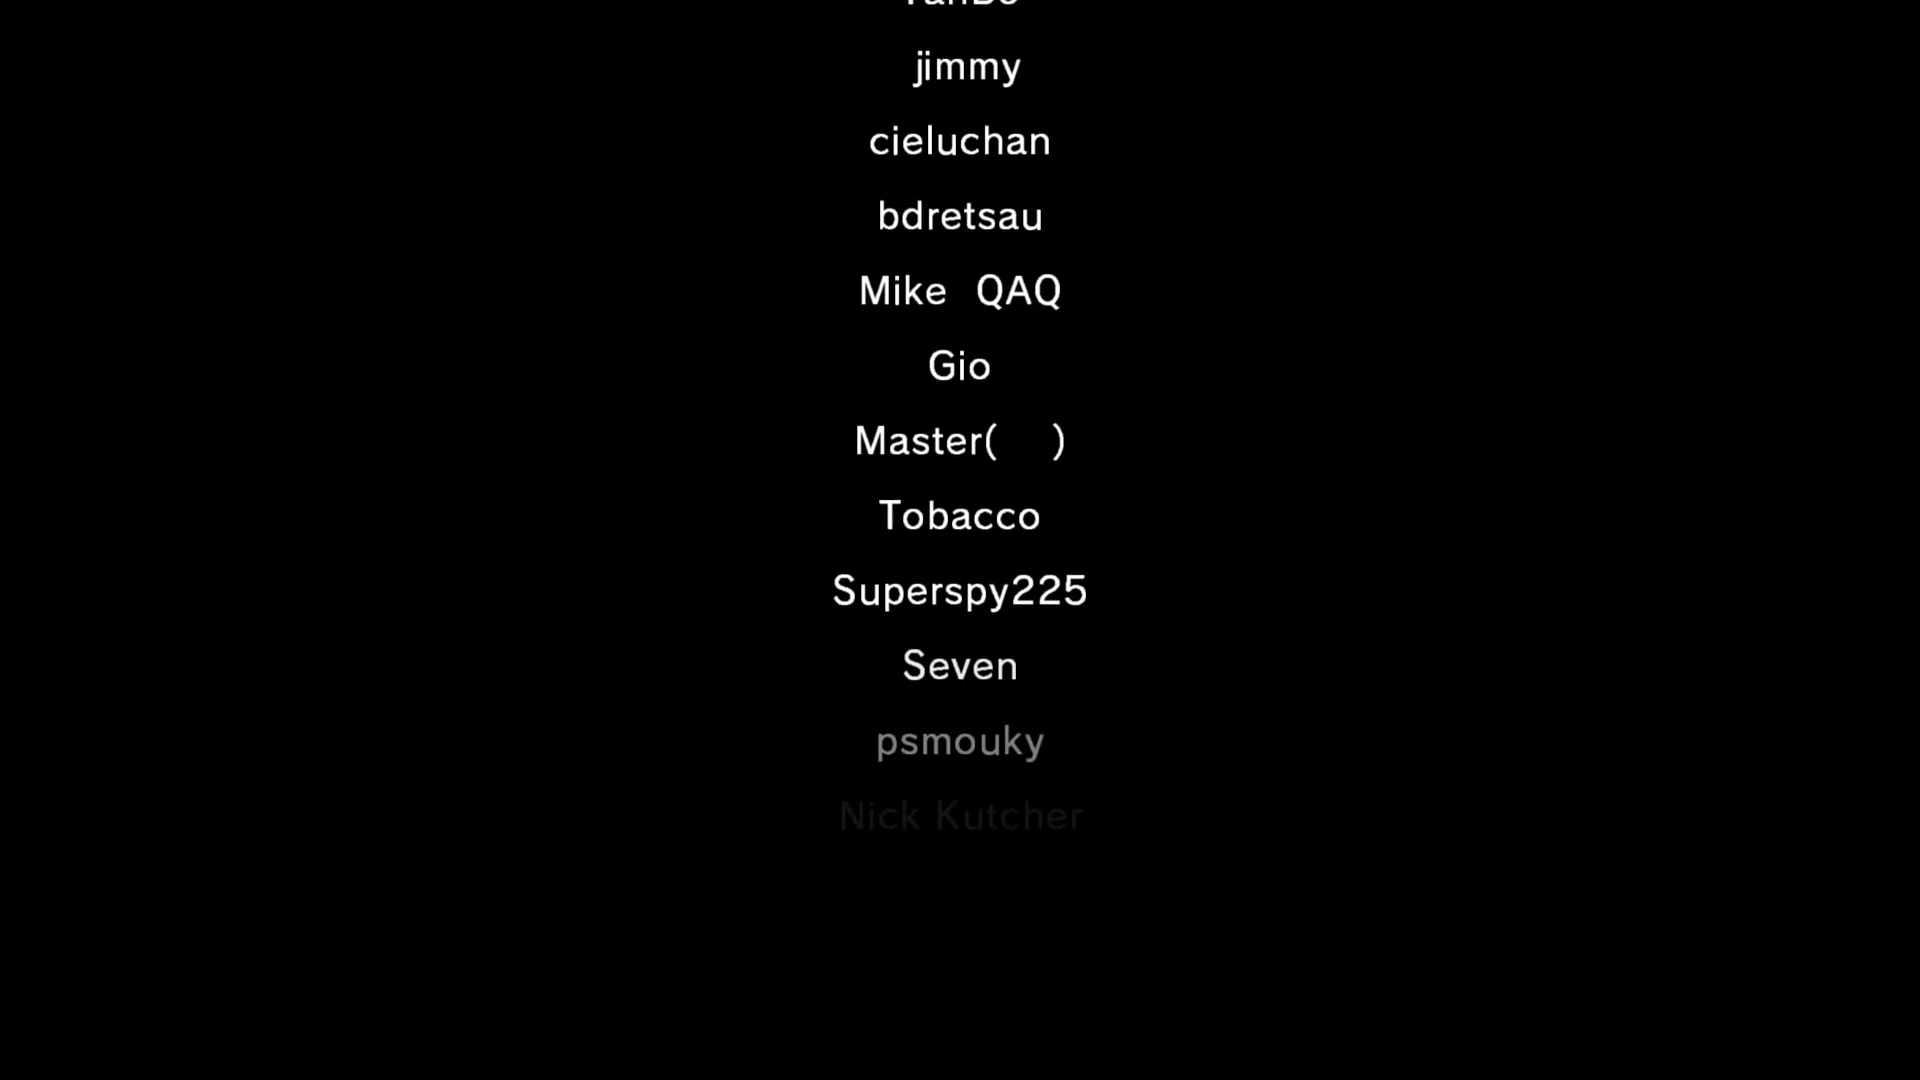 jimmy
cieluchan
bdretsau
Mike  QAQ
Gio
Master(    )
Tobacco
Superspy225
Seven
psmouky
Nick Kutcher